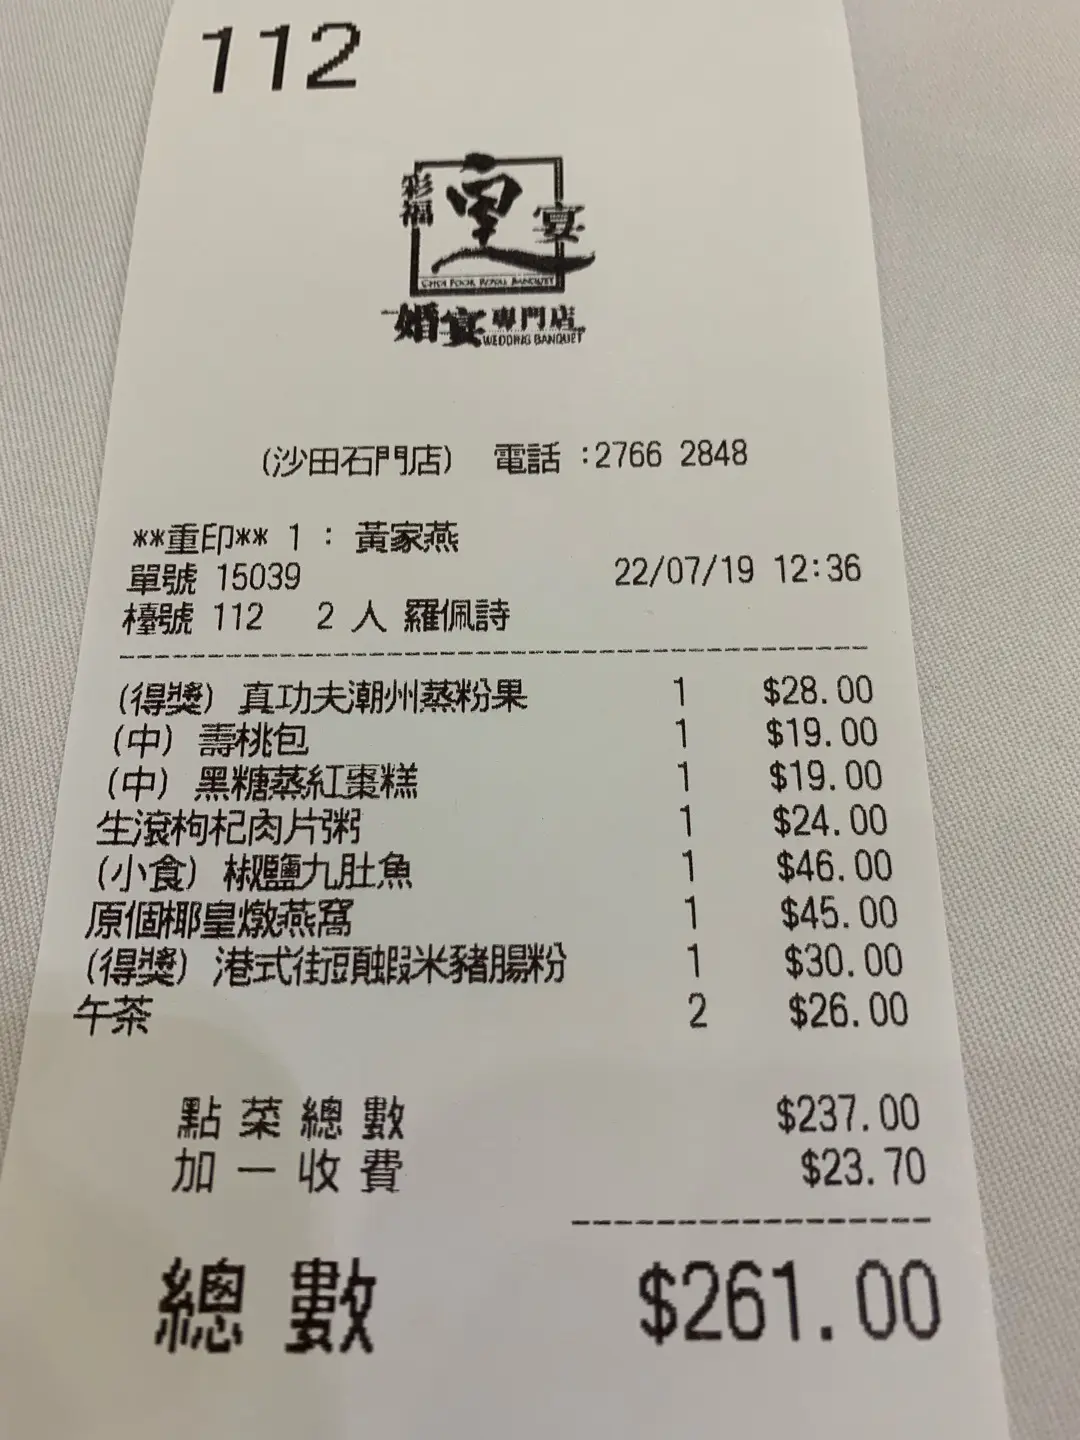 112
彩福
皇
宴
CHOI FOOK ROYAL BANQUET
婚宴專門店
WEDDING BANQUET
(沙田石門店) 電話 :2766 2848
**重印** 1 : 黃家燕
單號 15039 22/07/19 12:36
檯號 112 2 人 羅佩詩
(得獎) 真功夫潮州蒸粉果 1 $28.00
(中) 壽桃包 1 $19.00
(中) 黑糖蒸紅棗糕 1 $19.00
生滾枸杞肉片粥 1 $24.00
(小食) 椒鹽九肚魚 1 $46.00
原個椰皇燉燕窩 1 $45.00
(得獎) 港式街頭蝦米豬腸粉 1 $30.00
午茶 2 $26.00
點菜總數 $237.00
加一收費 $23.70
總數 $261.00